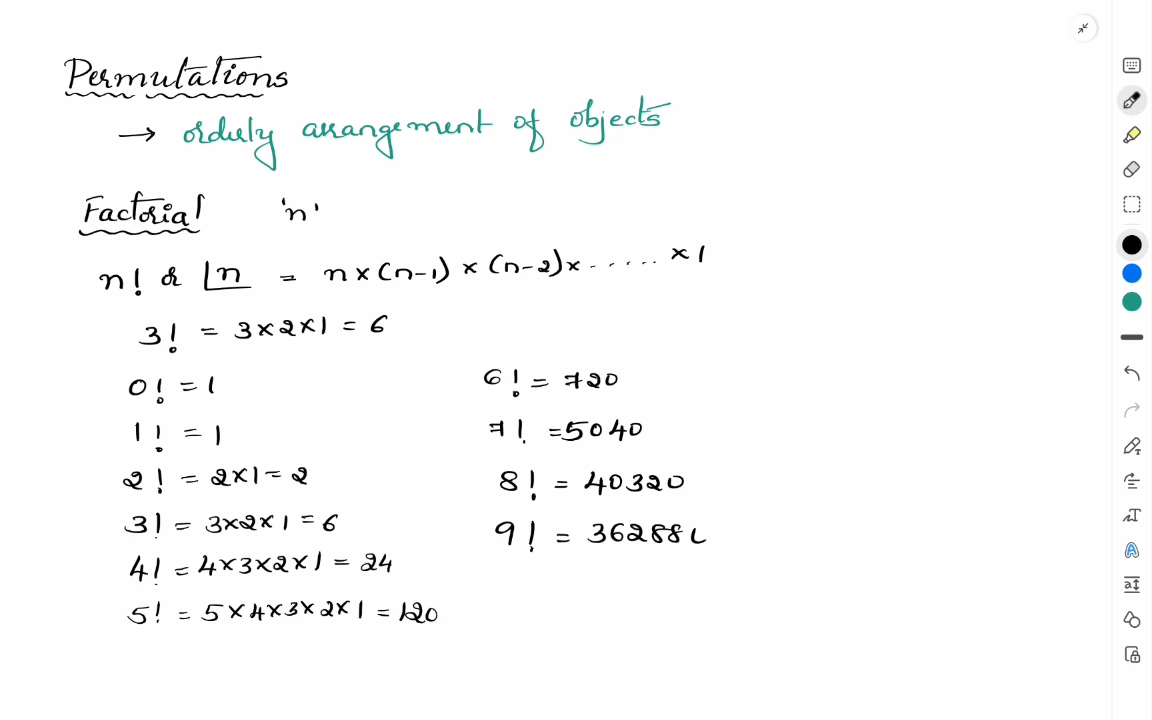 Permutations
→ orderly arrangement of objects
Factorial 'n'
n! or ⌊n = n × (n-1) × (n-2) × ...... × 1
3! = 3×2×1 = 6
0! = 1
1! = 1
2! = 2×1 = 2
3! = 3×2×1 = 6
4! = 4×3×2×1 = 24
5! = 5×4×3×2×1 = 120
6! = 720
7! = 5040
8! = 40320
9! = 36288